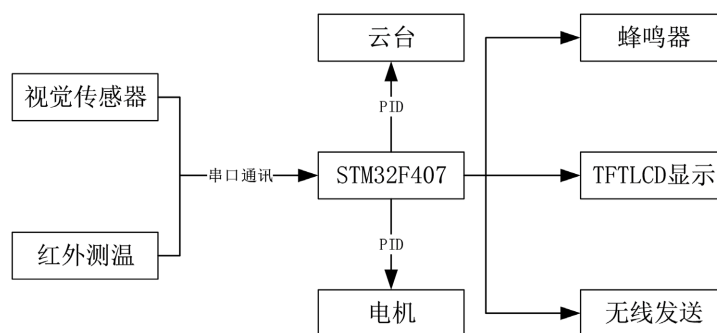 云台
蜂鸣器
视觉传感器
PID
串口通讯
STM32F407
TFTLCD显示
PID
红外测温
电机
无线发送